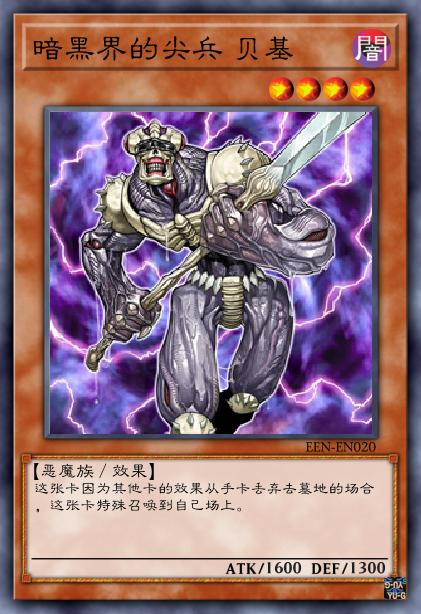 暗黑界的尖兵 贝基
闇
EEN-EN020
【恶魔族／效果】
这张卡因为其他卡的效果从手卡丢弃去墓地的场合
，这张卡特殊召唤到自己场上。
ATK/1600 DEF/1300